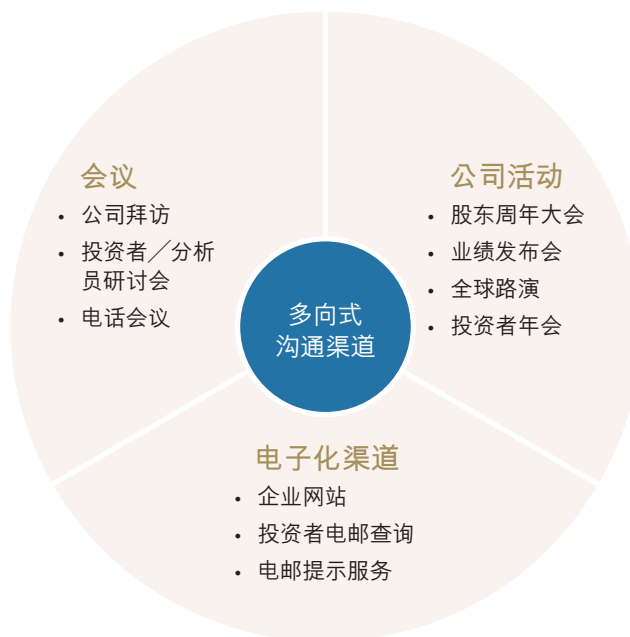 会议
• 公司拜访
• 投资者／分析
员研讨会
• 电话会议
公司活动
• 股东周年大会
• 业绩发布会
• 全球路演
• 投资者年会
多向式
沟通渠道
电子化渠道
• 企业网站
• 投资者电邮查询
• 电邮提示服务